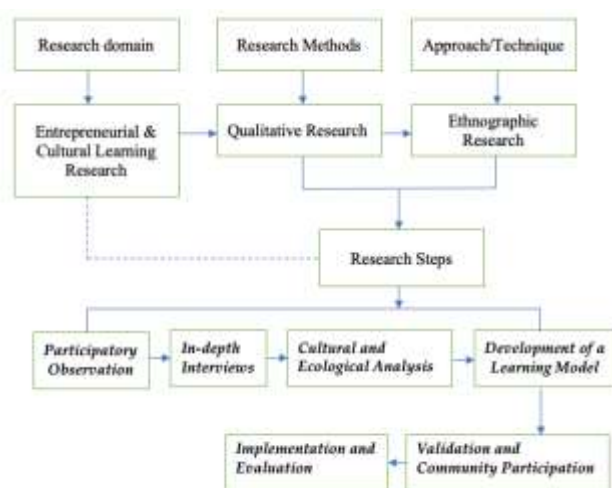 Research domain
Research Methods
Approach/Technique
Entrepreneurial &
Cultural Learning
Research
Qualitative Research
Ethnographic
Research
Research Steps
Participatory
Observation
In-depth
Interviews
Cultural and
Ecological Analysis
Development of a
Learning Model
Implementation and
Evaluation
Validation and
Community Participation